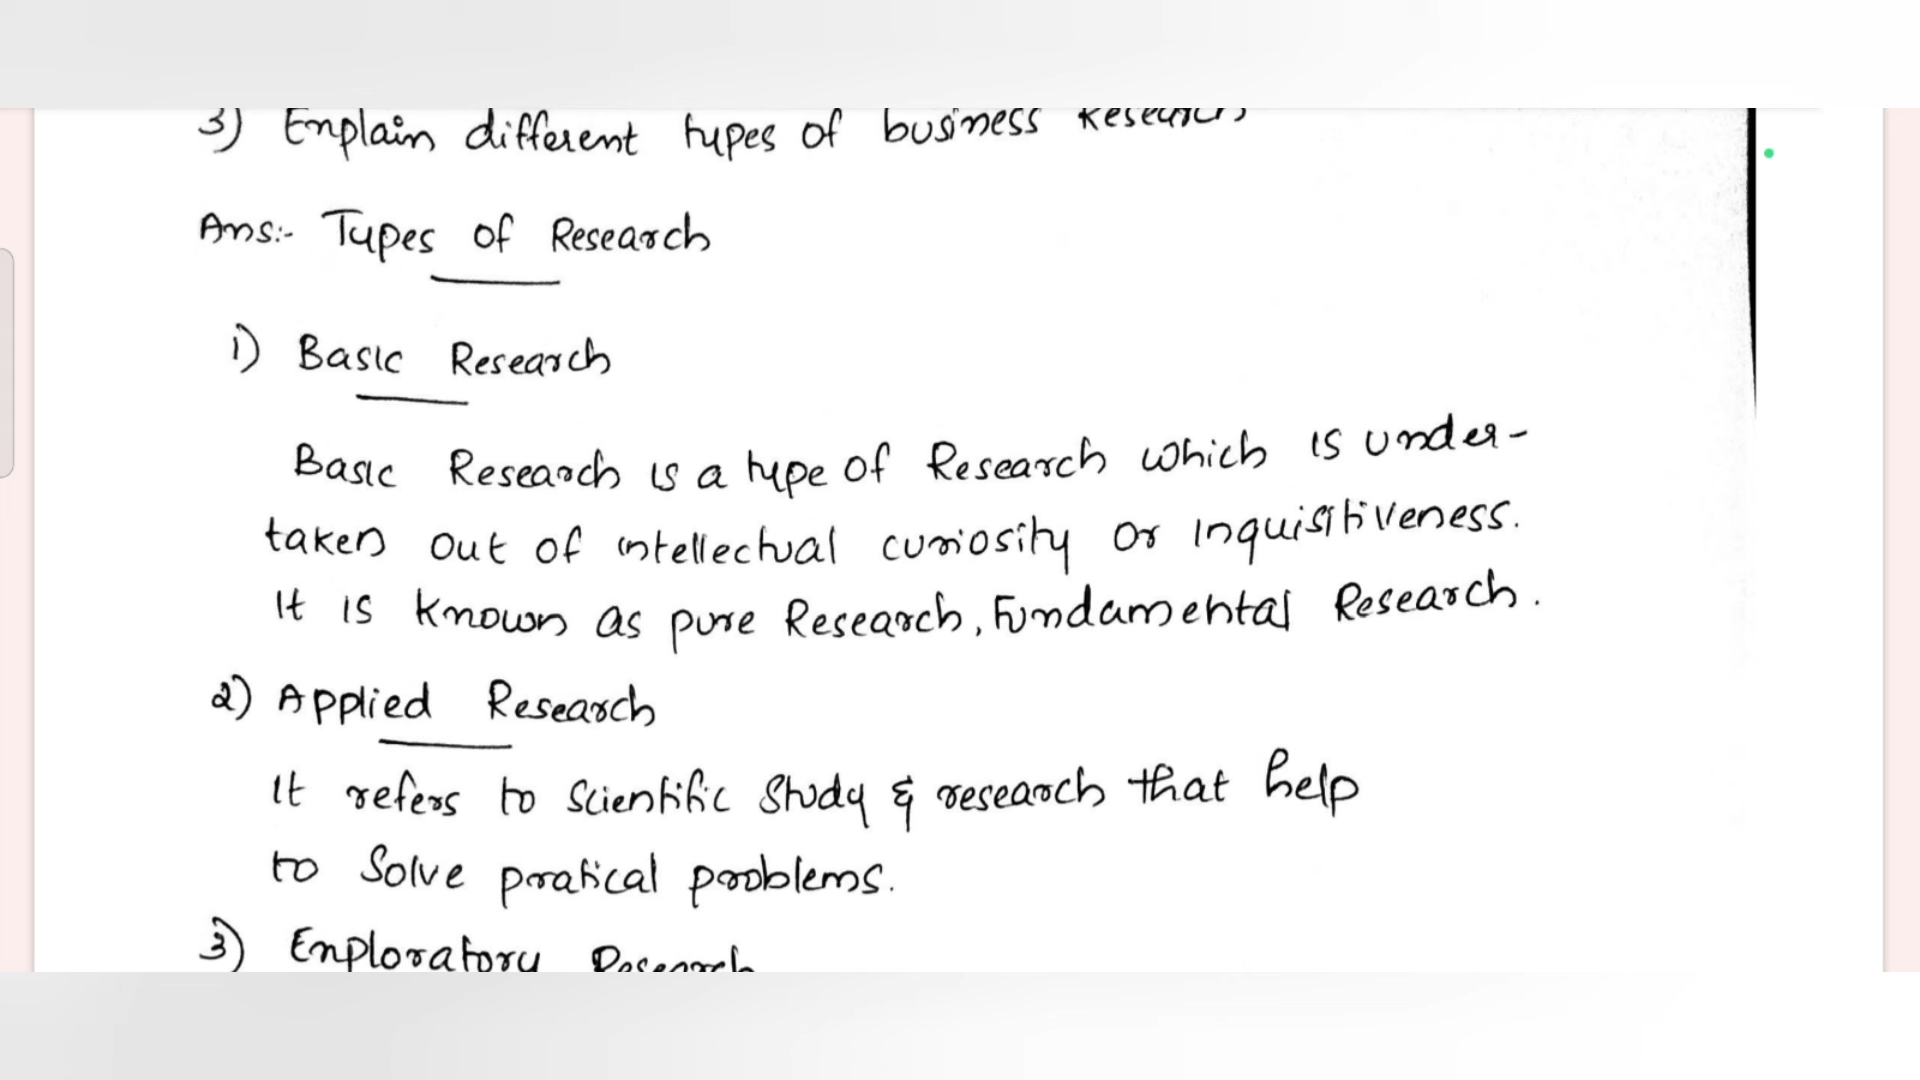 3) Explain different types of business Research
Ans:- Types of Research
1) Basic Research
Basic Research is a type of Research which is under-
taken out of intellectual curiosity or inquisitiveness.
It is known as pure Research, Fundamental Research.
2) Applied Research
It refers to Scientific Study & research that help
to Solve pratical problems.
3) Exploratory Research